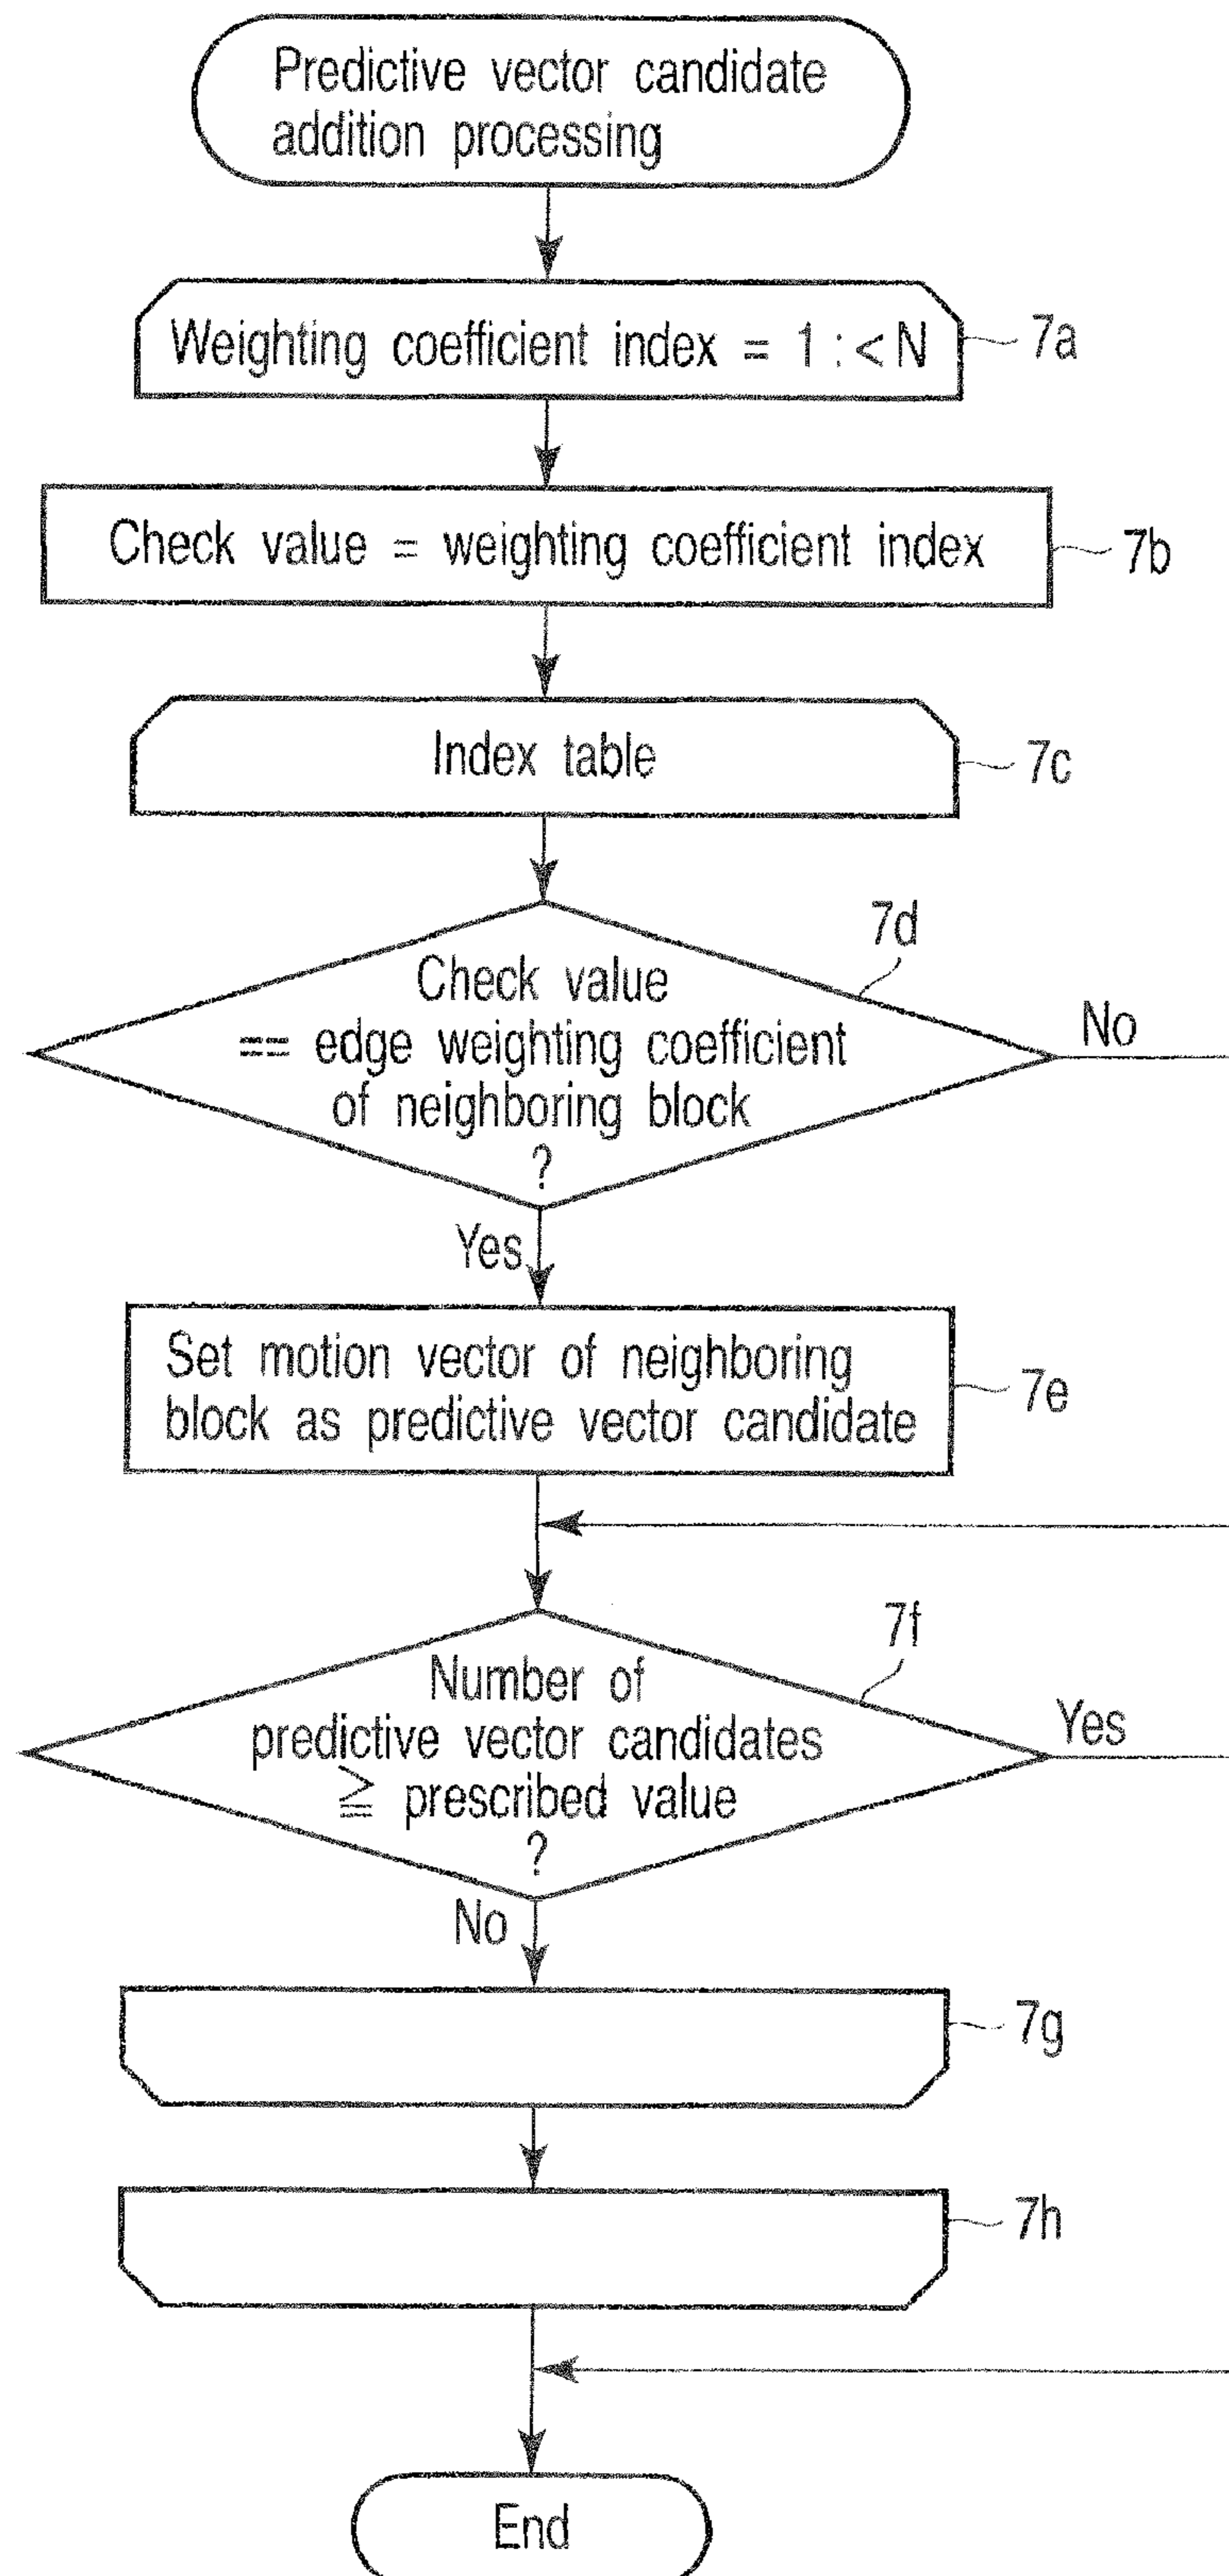 Predictive vector candidate
addition processing
Weighting coefficient index = 1 : < N
7a
Check value = weighting coefficient index
7b
Index table
7c
7d
Check value
== edge weighting coefficient
of neighboring block
?
No
Yes
Set motion vector of neighboring
block as predictive vector candidate
7e
7f
Number of
predictive vector candidates
≧ prescribed value
?
Yes
No
7g
7h
End